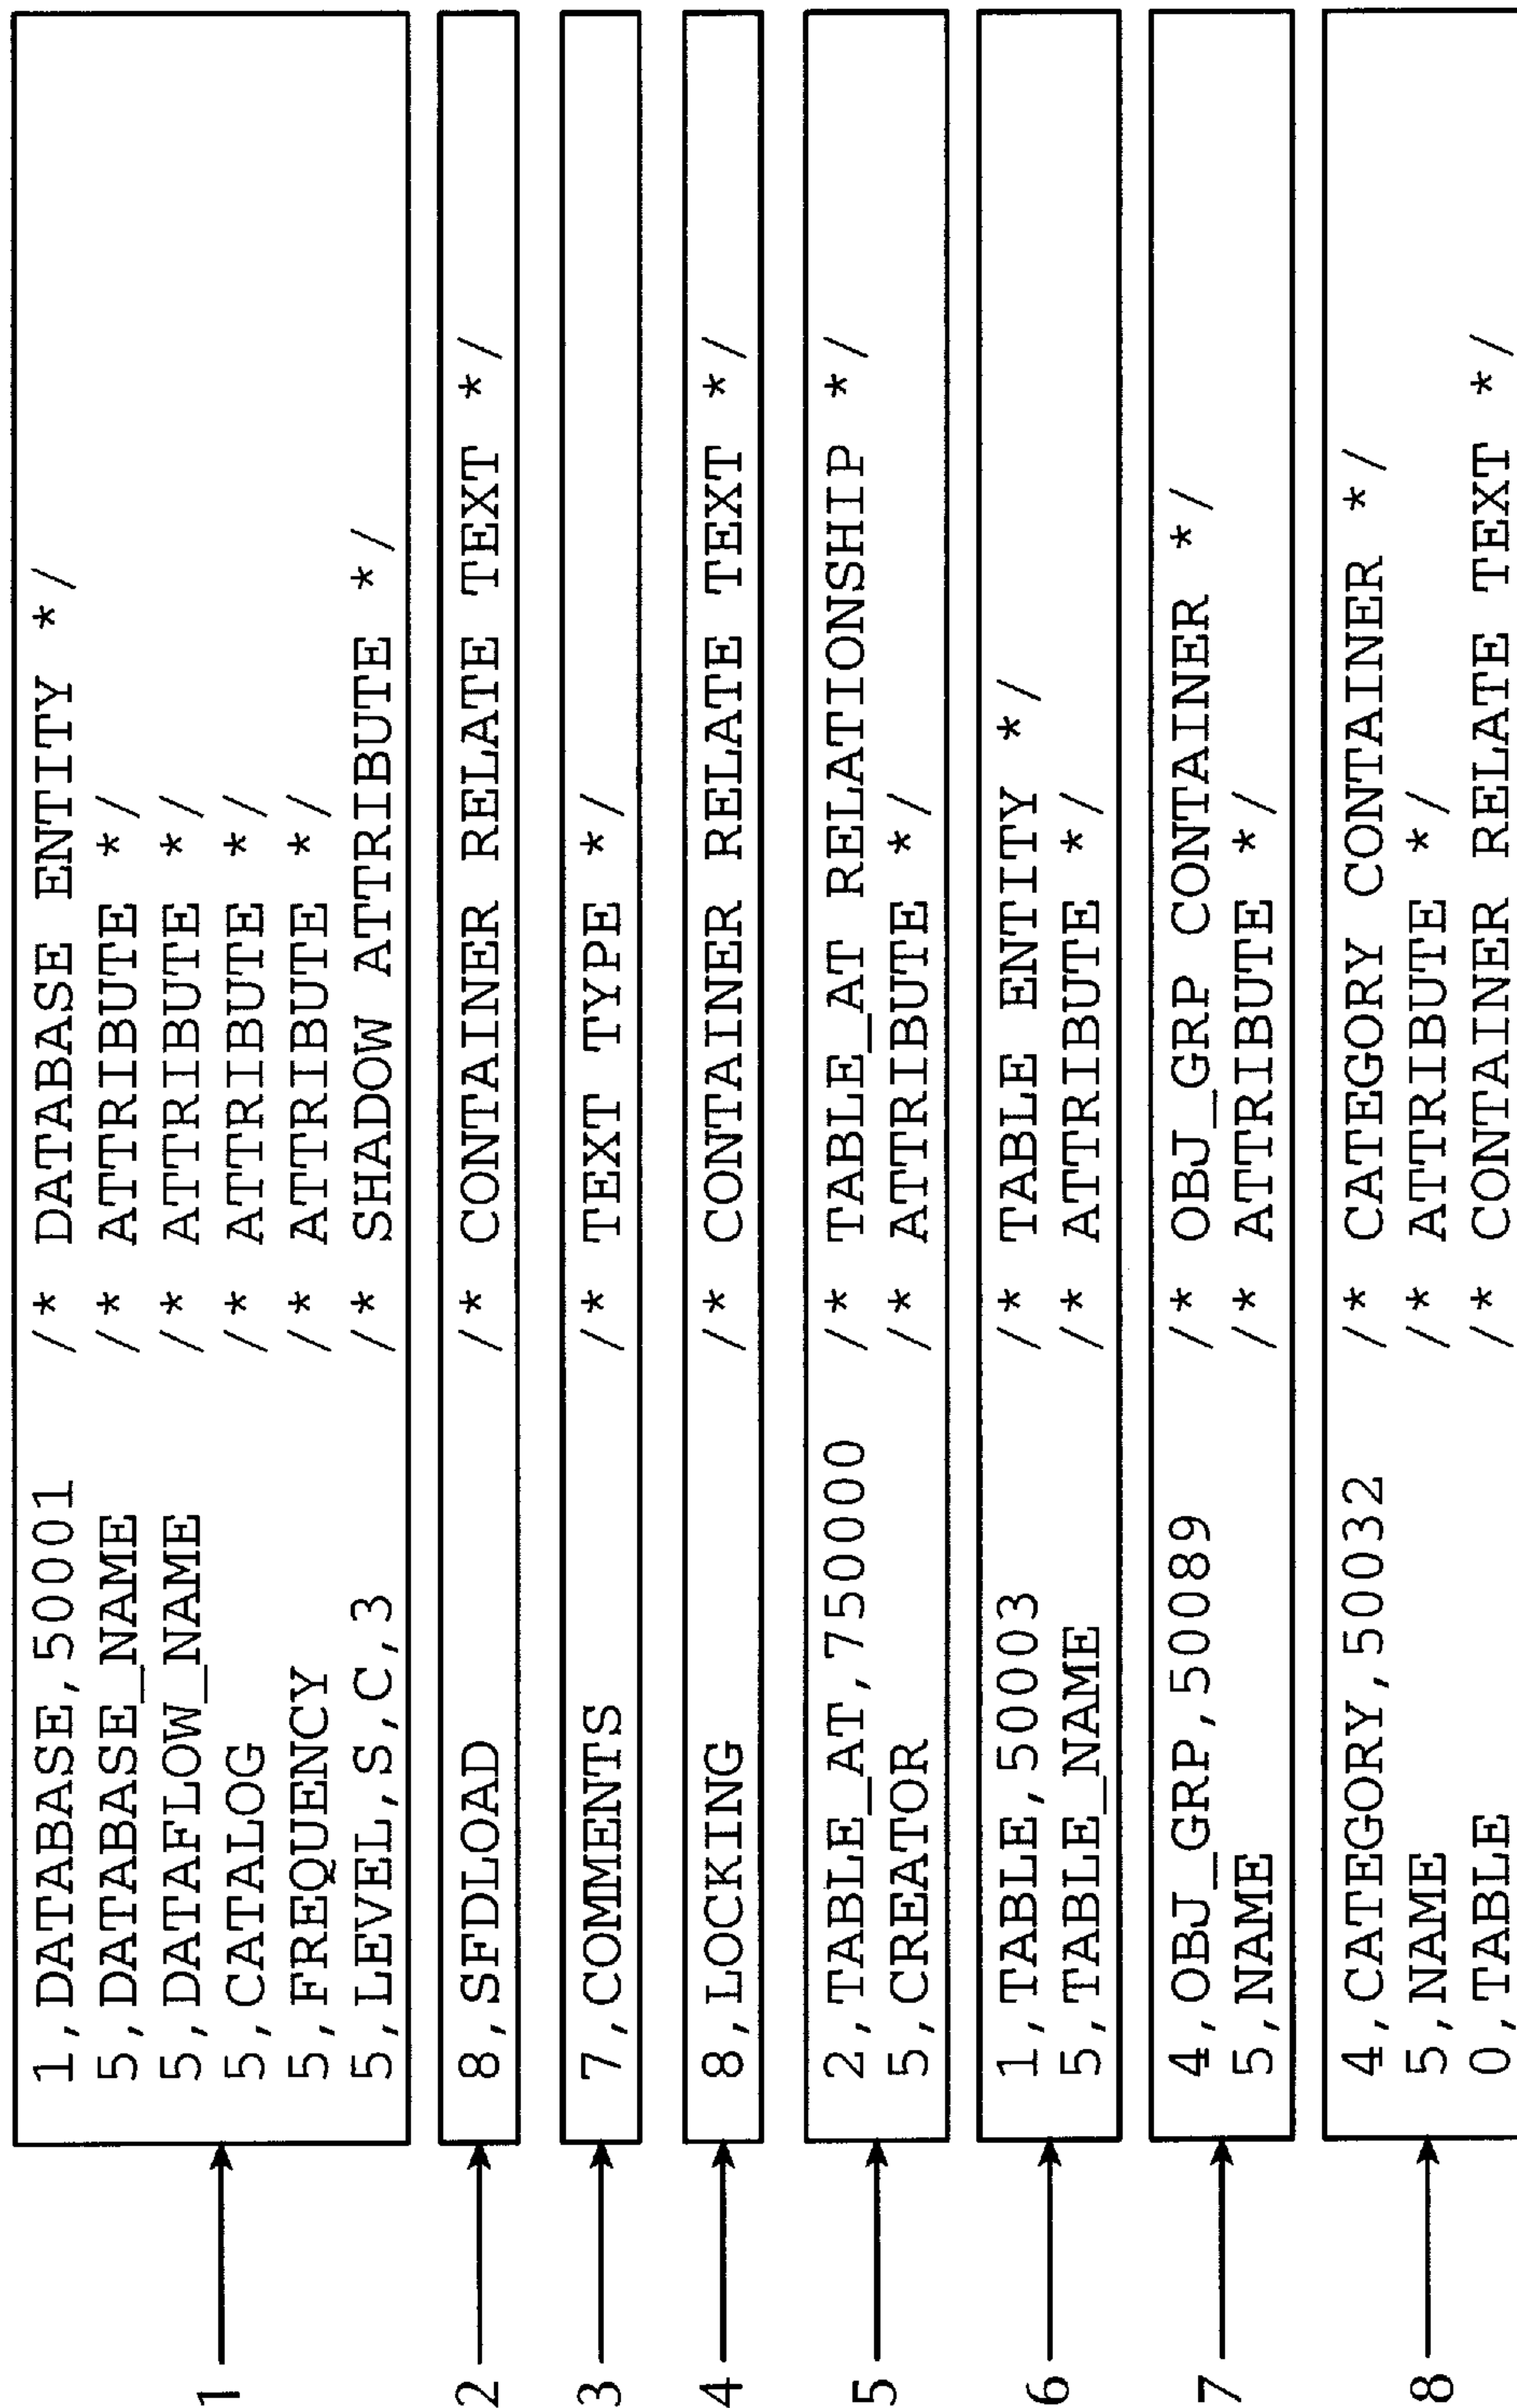 1 1,DATABASE,50001 /* DATABASE ENTITY */
5,DATABASE_NAME /* ATTRIBUTE */
5,DATAFLOW_NAME /* ATTRIBUTE */
5,CATALOG /* ATTRIBUTE */
5,FREQUENCY /* ATTRIBUTE */
5,LEVEL,S,C,3 /* SHADOW ATTRIBUTE */
2 8,SFDLOAD /* CONTAINER RELATE TEXT */
3 7,COMMENTS /* TEXT TYPE */
4 8,LOCKING /* CONTAINER RELATE TEXT */
5 2,TABLE_AT,750000 /* TABLE_AT RELATIONSHIP */
5,CREATOR /* ATTRIBUTE */
6 1,TABLE,50003 /* TABLE ENTITY */
5,TABLE_NAME /* ATTRIBUTE */
7 4,OBJ_GRP,50089 /* OBJ_GRP CONTAINER */
5,NAME /* ATTRIBUTE */
8 4,CATEGORY,50032 /* CATEGORY CONTAINER */
5,NAME /* ATTRIBUTE */
0,TABLE /* CONTAINER RELATE TEXT */